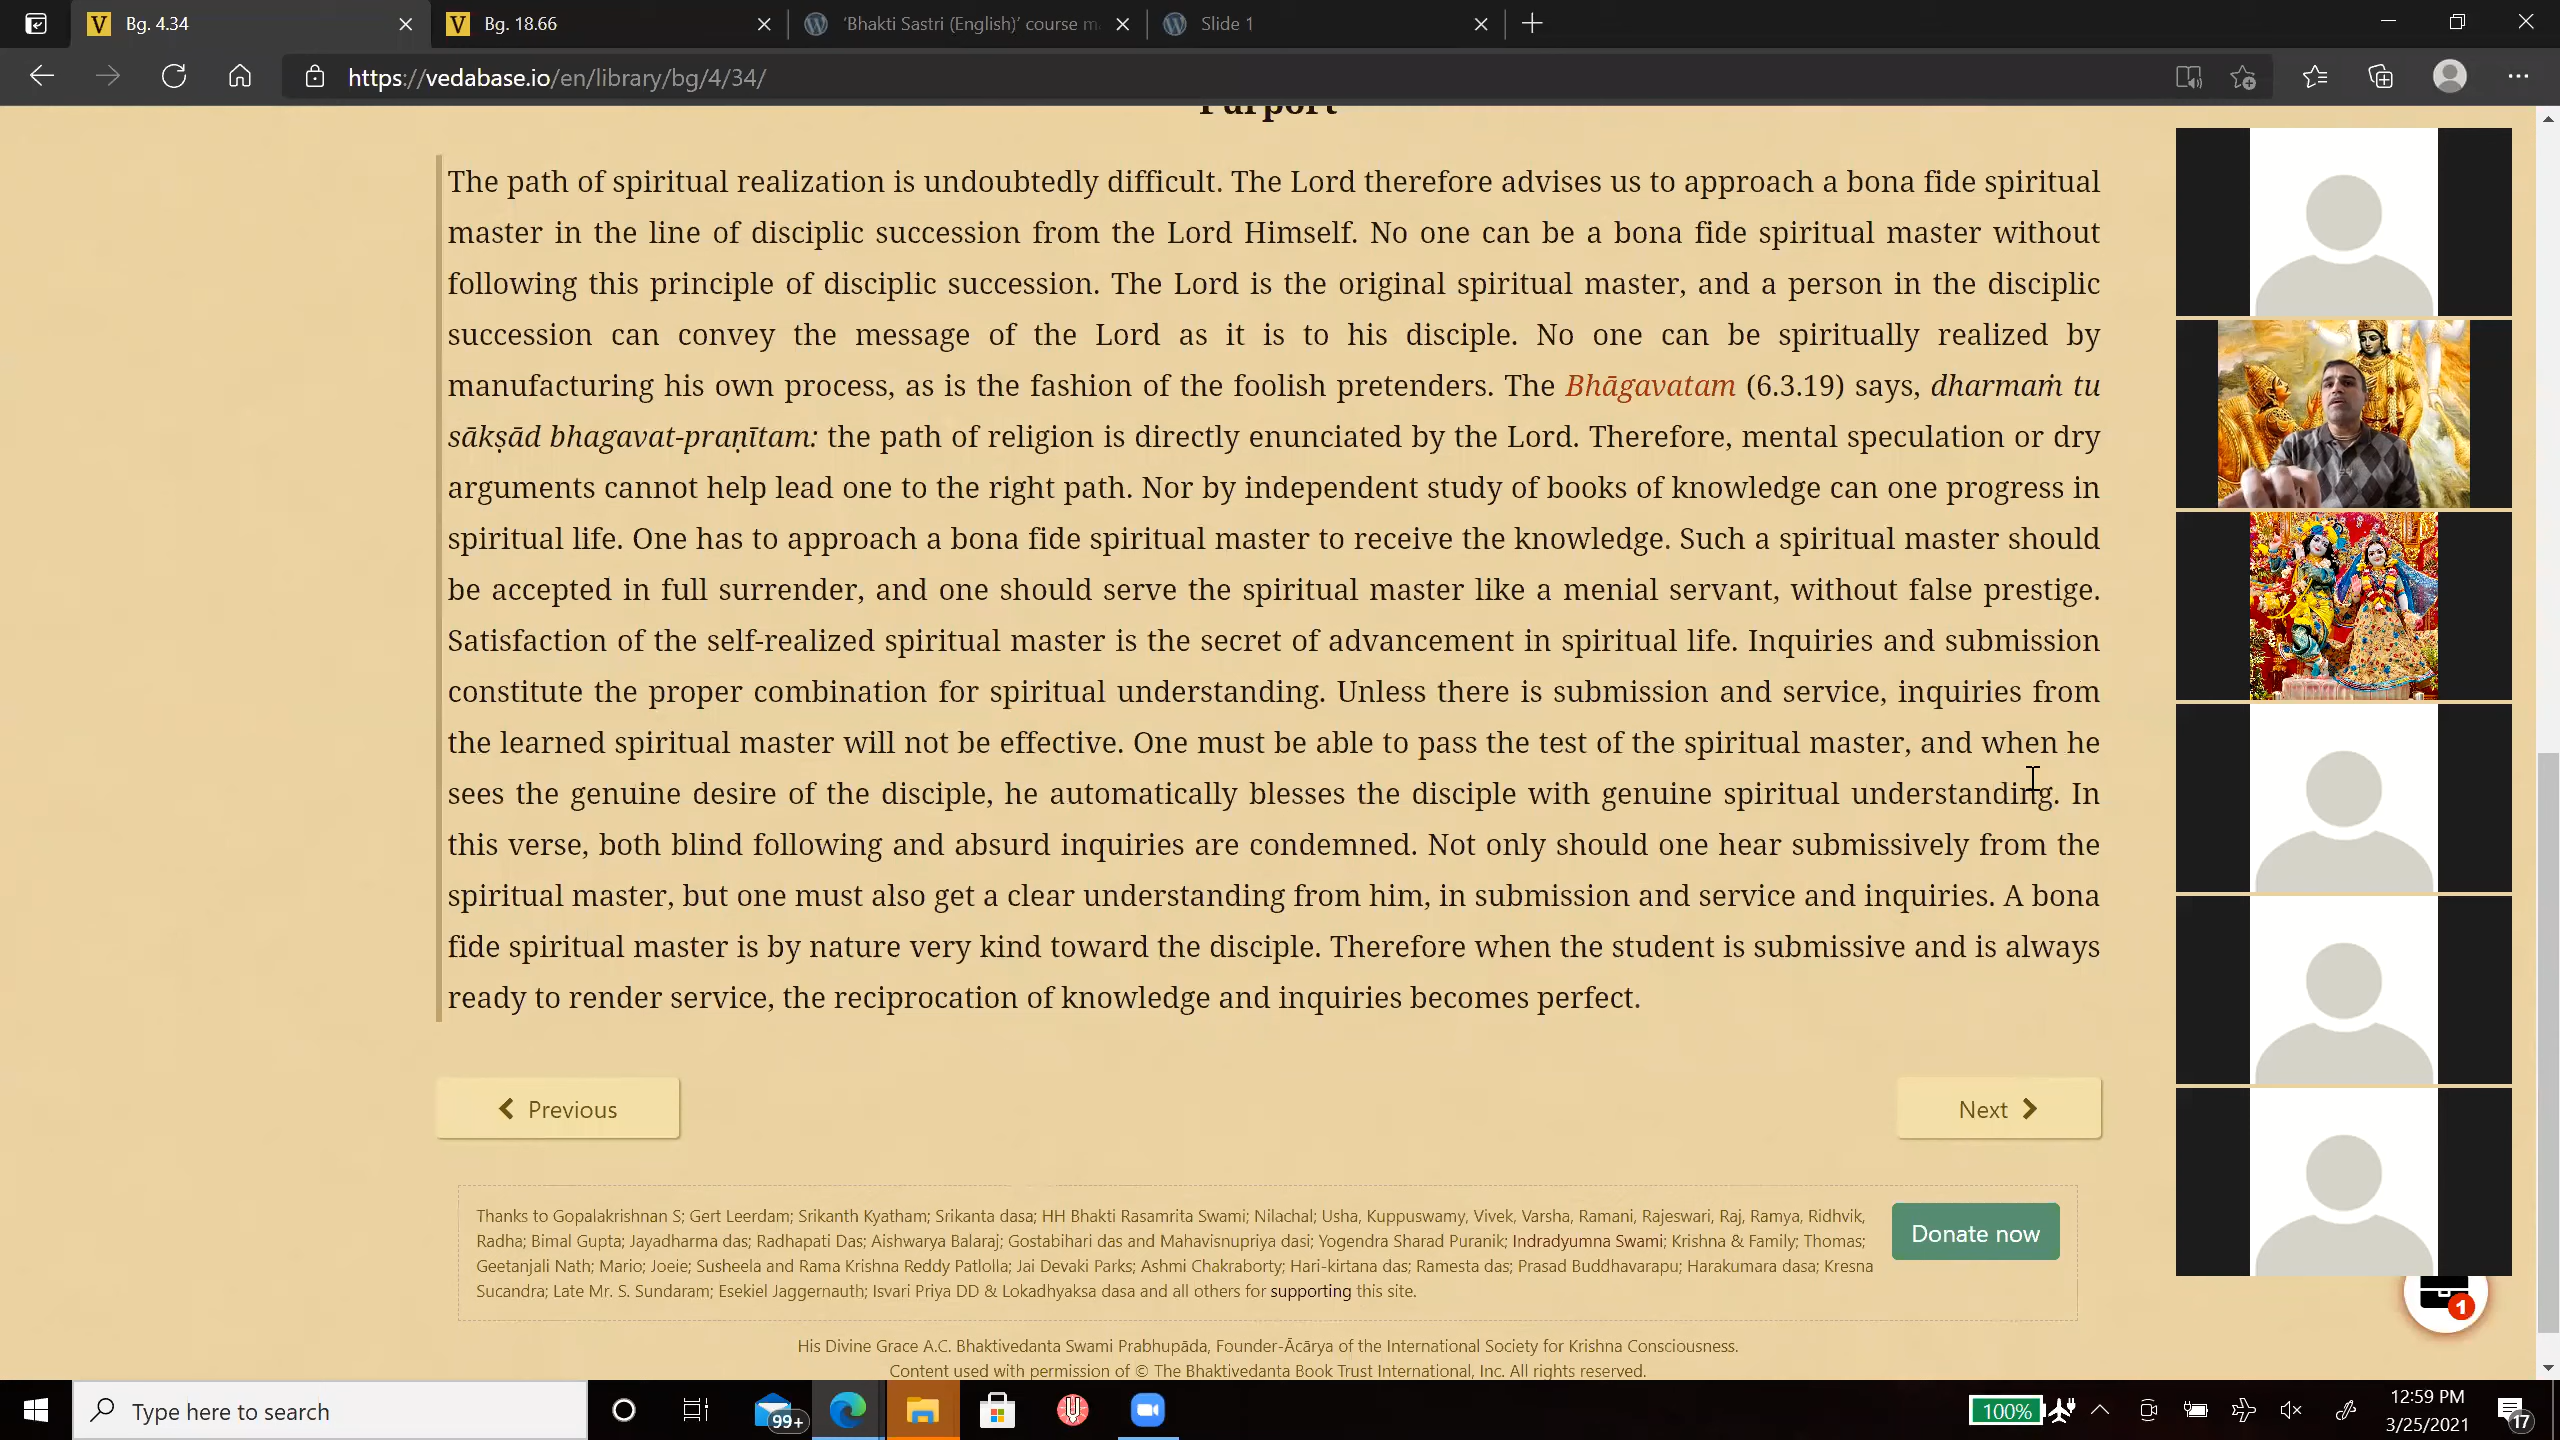 Bg. 4.34
Bg. 18.66
'Bhakti Sastri (English)' course m
Slide 1
https://vedabase.io/en/library/bg/4/34/
Purport
The path of spiritual realization is undoubtedly difficult. The Lord therefore advises us to approach a bona fide spiritual
master in the line of disciplic succession from the Lord Himself. No one can be a bona fide spiritual master without
following this principle of disciplic succession. The Lord is the original spiritual master, and a person in the disciplic
succession can convey the message of the Lord as it is to his disciple. No one can be spiritually realized by
manufacturing his own process, as is the fashion of the foolish pretenders. The Bhāgavatam (6.3.19) says, dharmaṁ tu
sākṣād bhagavat-praṇītam: the path of religion is directly enunciated by the Lord. Therefore, mental speculation or dry
arguments cannot help lead one to the right path. Nor by independent study of books of knowledge can one progress in
spiritual life. One has to approach a bona fide spiritual master to receive the knowledge. Such a spiritual master should
be accepted in full surrender, and one should serve the spiritual master like a menial servant, without false prestige.
Satisfaction of the self-realized spiritual master is the secret of advancement in spiritual life. Inquiries and submission
constitute the proper combination for spiritual understanding. Unless there is submission and service, inquiries from
the learned spiritual master will not be effective. One must be able to pass the test of the spiritual master, and when he
sees the genuine desire of the disciple, he automatically blesses the disciple with genuine spiritual understanding. In
this verse, both blind following and absurd inquiries are condemned. Not only should one hear submissively from the
spiritual master, but one must also get a clear understanding from him, in submission and service and inquiries. A bona
fide spiritual master is by nature very kind toward the disciple. Therefore when the student is submissive and is always
ready to render service, the reciprocation of knowledge and inquiries becomes perfect.
Previous
Next
Thanks to Gopalakrishnan S; Gert Leerdam; Srikanth Kyatham; Srikanta dasa; HH Bhakti Rasamrita Swami; Nilachal; Usha, Kuppuswamy, Vivek, Varsha, Ramani, Rajeswari, Raj, Ramya, Ridhvik,
Radha; Bimal Gupta; Jayadharma das; Radhapati Das; Aishwarya Balaraj; Gostabihari das and Mahavisnupriya dasi; Yogendra Sharad Puranik; Indradyumna Swami; Krishna & Family; Thomas;
Geetanjali Nath; Mario; Joeie; Susheela and Rama Krishna Reddy Patlolla; Jai Devaki Parks; Ashmi Chakraborty; Hari-kirtana das; Ramesta das; Prasad Buddhavarapu; Harakumara dasa; Kresna
Sucandra; Late Mr. S. Sundaram; Esekiel Jaggernauth; Isvari Priya DD & Lokadhyaksa dasa and all others for supporting this site.
Donate now
1
His Divine Grace A.C. Bhaktivedanta Swami Prabhupāda, Founder-Ācārya of the International Society for Krishna Consciousness.
Content used with permission of © The Bhaktivedanta Book Trust International, Inc. All rights reserved.
Type here to search
99+
100%
12:59 PM
3/25/2021
17